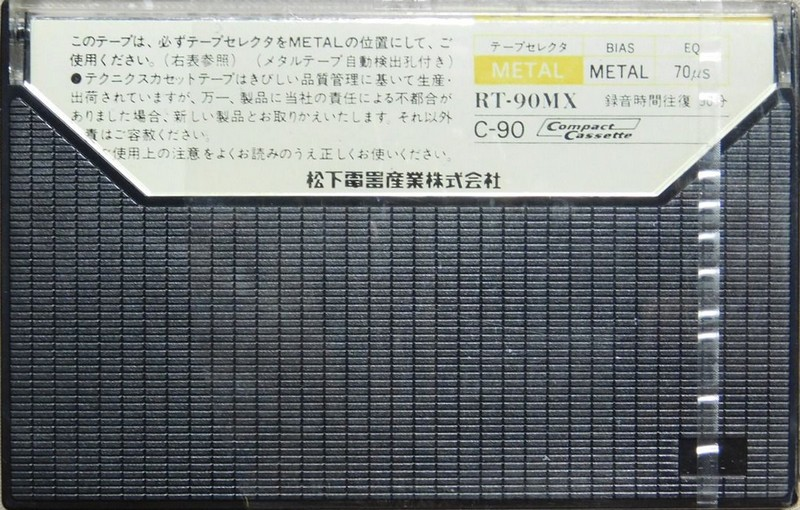 このテープは、必ずテープセレクタをMETALの位置にして、ご
使用ください。(右表参照) (メタルテープ自動検出孔付き)
●テクニクスカセットテープはきびしい品質管理に基いて生産・
出荷されていますが、万一、製品に当社の責任による不都合が
ありました場合、新しい製品とお取りかえいたします。それ以外
責はご容赦ください。
ご使用上の注意をよくお読みのうえ正しくお使いください。
テープセレクタ BIAS EQ
METAL METAL 70μs
RT-90MX 録音時間往復 90分
C-90 Compact Cassette
松下電器産業株式会社